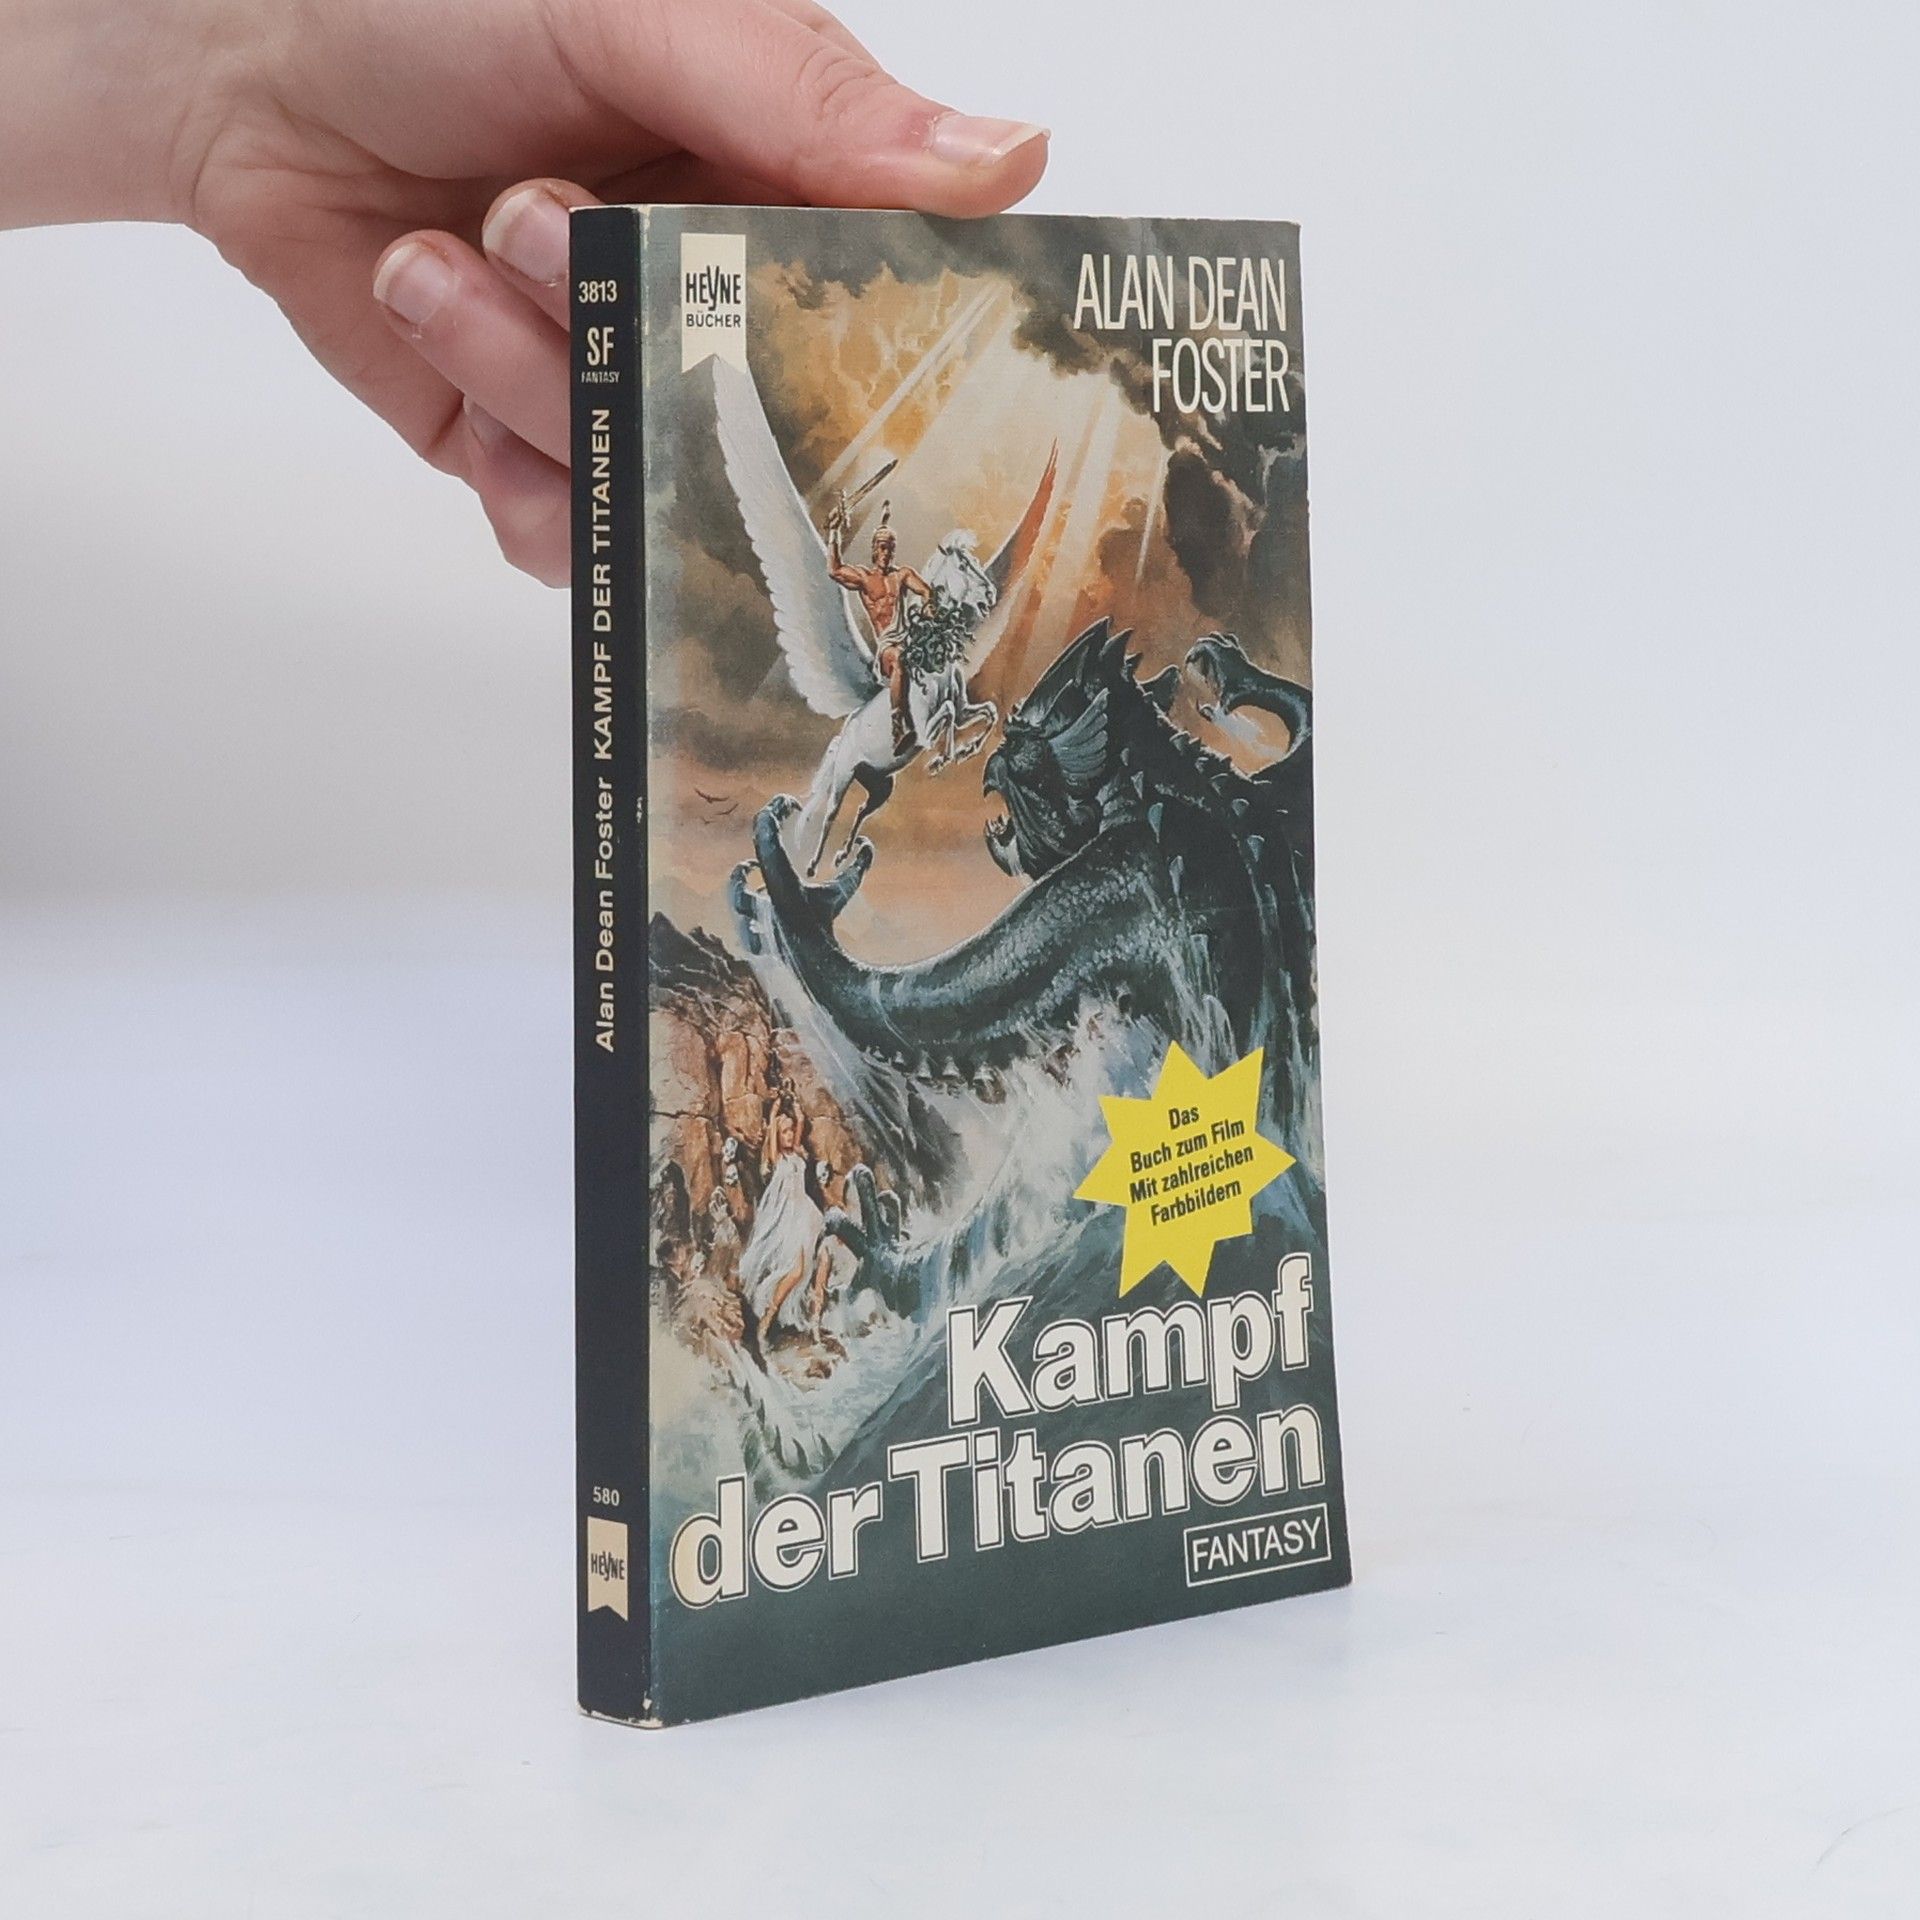 3813
SF
FANTASY
Alan Dean Foster KAMPF DER TITANEN
580
HEYNE
HEYNE
BÜCHER
ALAN DEAN
FOSTER
Das
Buch zum Film
Mit zahlreichen
Farbbildern
Kampf
der Titanen
FANTASY